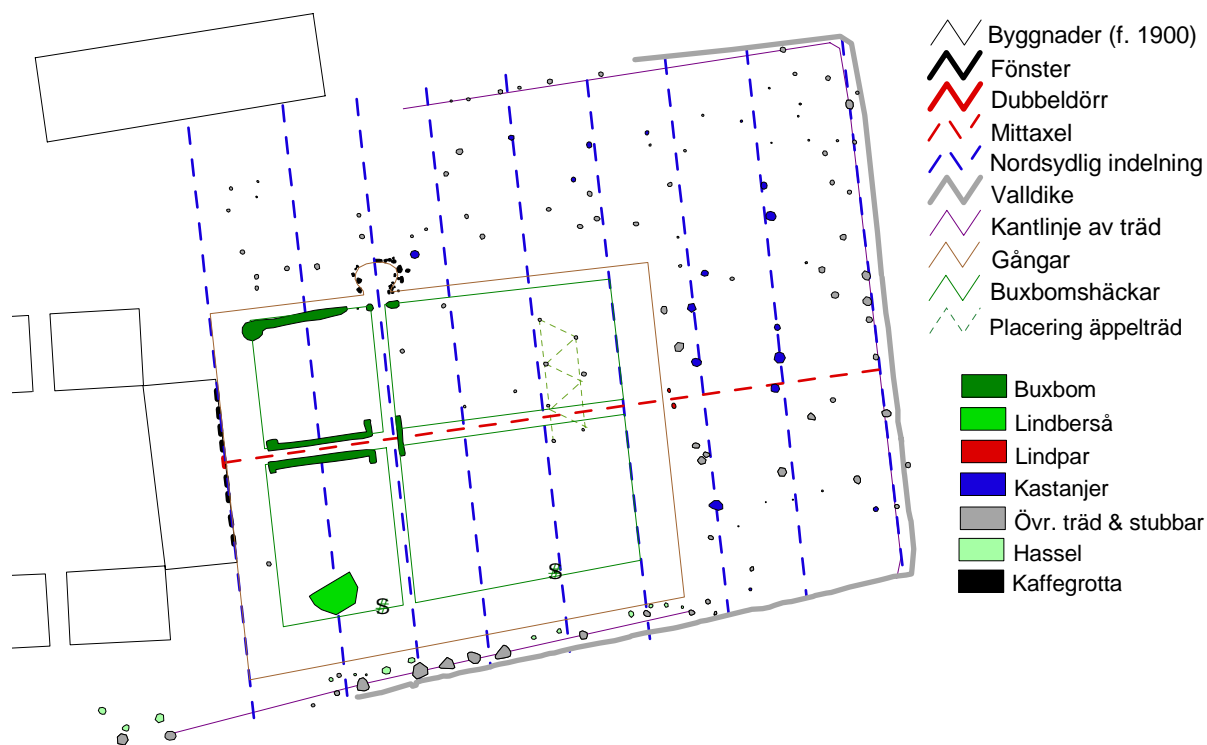 Byggnader (f. 1900)
Fönster
Dubbeldörr
Mittaxel
Nordsydlig indelning
Valldike
Kantlinje av träd
Gångar
Buxbomshäckar
Placering äppelträd
Buxbom
Lindberså
Lindpar
Kastanjer
Övr. träd & stubbar
Hassel
Kaffegrotta
$
$